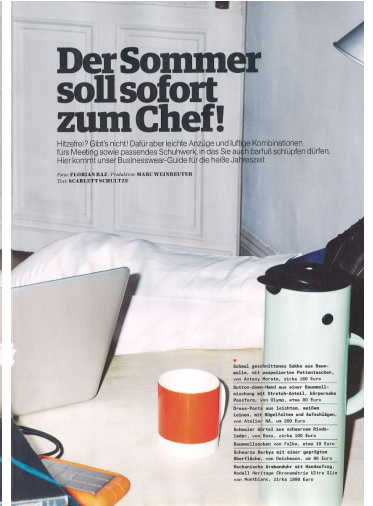 Der Sommer
soll sofort
zum Chef!
Hitzefrei? Gibt's nicht! Dafür aber leichte Anzüge und luftige Kombinationen
fürs Meeting sowie passendes Schuhwerk, in das Sie auch barfuß schlüpfen dürfen.
Hier kommt unser Businesswear-Guide für die heiße Jahreszeit
Fotos: FLORIAN RAZ / Produktion: MARC WEINREUTER
Text: SCARLETT SCHULTZE
*
Schmal geschnittenes Sakko aus Baum-
wolle, mit paspelierten Pattentaschen,
von Antony Morato, zirka 180 Euro
Button-down-Hemd aus einer Baumwoll-
mischung mit Stretch-Anteil, körpernahe
Passform, von Olymp, etwa 80 Euro
Dress-Pants aus leichtem, weißem
Leinen, mit Bügelfalten und Aufschlägen,
von Atelier NA, um 200 Euro
Schmaler Gürtel aus schwarzem Rinds-
leder, von Boss, zirka 100 Euro
Baumwollsocken von Falke, etwa 10 Euro
Schwarze Derbys mit einer geprägten
Oberfläche, von Deichmann, um 60 Euro
Mechanische Armbanduhr mit Handaufzug,
Modell Heritage Chronométrie Ultra Slim
von Montblanc, zirka 1890 Euro